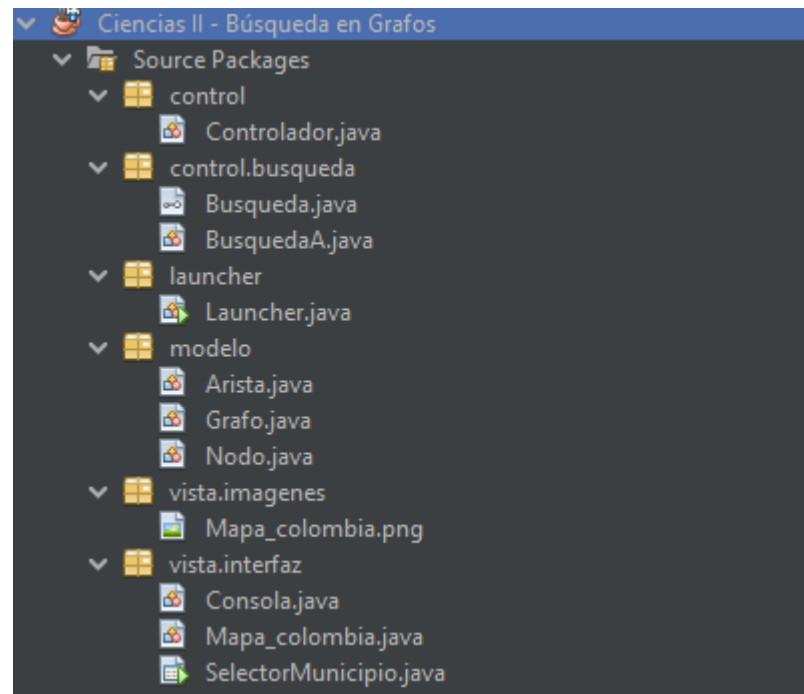 Ciencias II - Búsqueda en Grafos
Source Packages
control
Controlador.java
control.busqueda
Busqueda.java
BusquedaA.java
launcher
Launcher.java
modelo
Arista.java
Grafo.java
Nodo.java
vista.imagenes
Mapa_colombia.png
vista.interfaz
Consola.java
Mapa_colombia.java
SelectorMunicipio.java